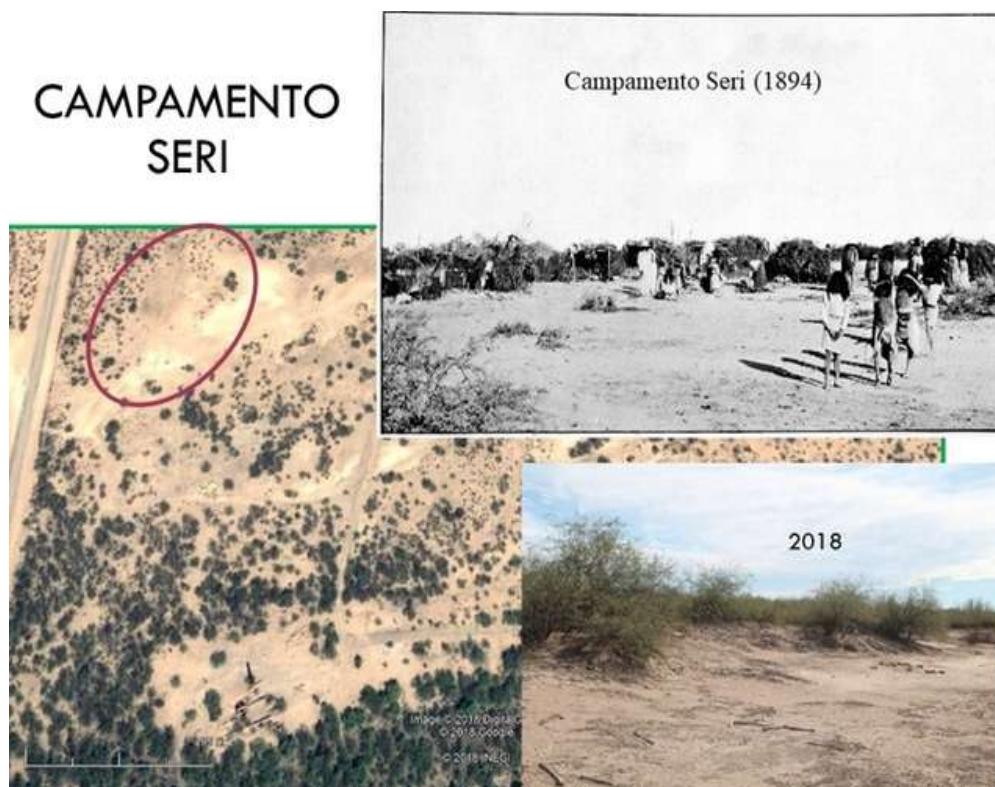 CAMPAMENTO
SERI
Campamento Seri (1894)
2018
Image © 2018 Digital
© 2018 Google
© 2018 INEGI